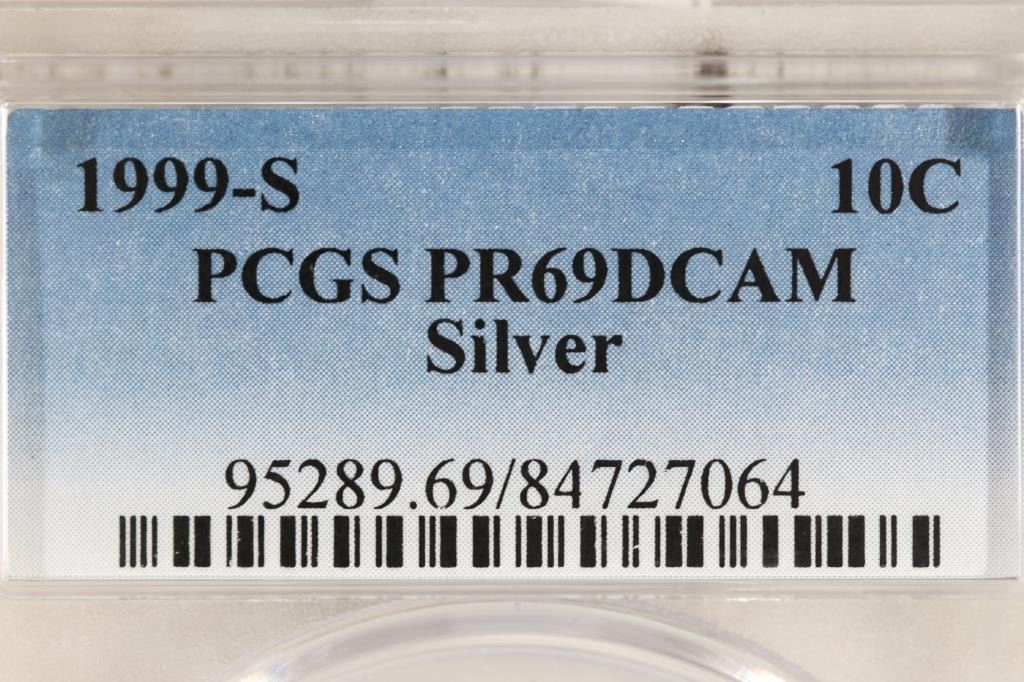 1999-S 10C
PCGS PR69DCAM
Silver
95289.69/84727064